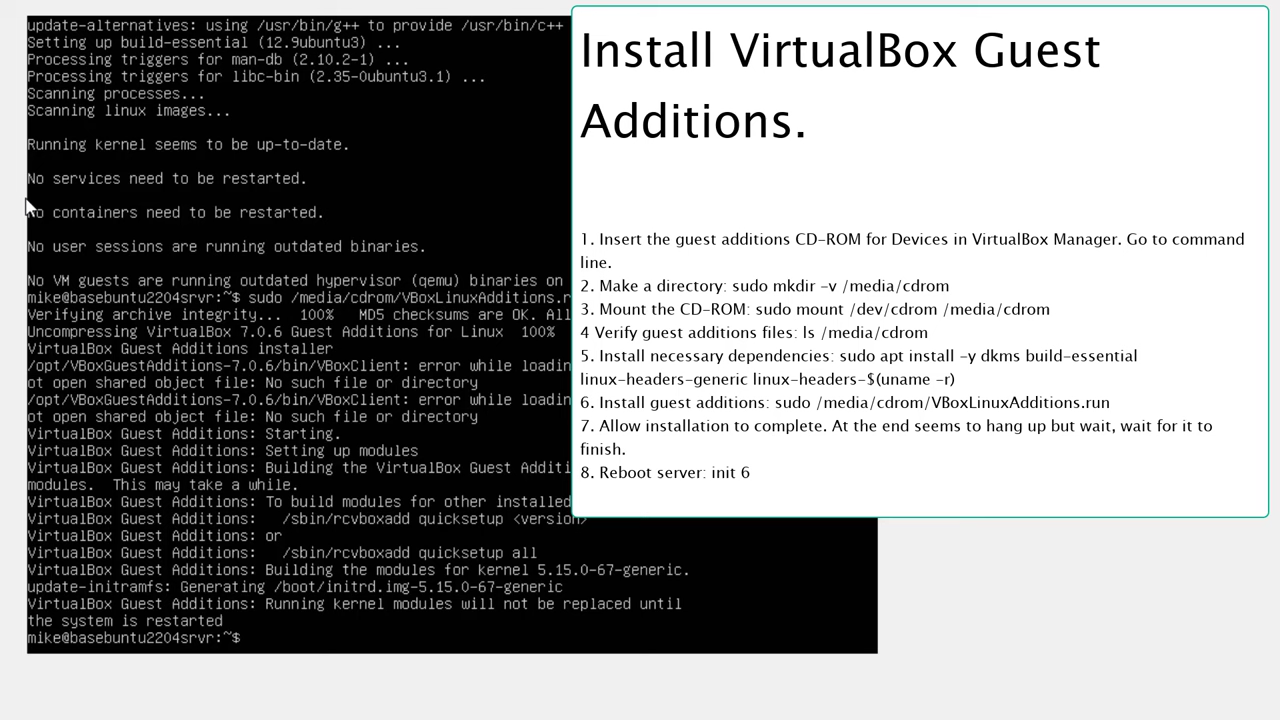 update-alternatives: using /usr/bin/g++ to provide /usr/bin/c++
Setting up build-essential (12.9ubuntu3) ...
Processing triggers for man-db (2.10.2-1) ...
Processing triggers for libc-bin (2.35-0ubuntu3.1) ...
Scanning processes...
Scanning linux images...
Running kernel seems to be up-to-date.
No services need to be restarted.
No containers need to be restarted.
No user sessions are running outdated binaries.
No VM guests are running outdated hypervisor (qemu) binaries on
mike@basebuntu2204srvr:~$ sudo /media/cdrom/VBoxLinuxAdditions.r
Verifying archive integrity... 100% MD5 checksums are OK. All
Uncompressing VirtualBox 7.0.6 Guest Additions for Linux 100%
VirtualBox Guest Additions installer
/opt/VBoxGuestAdditions-7.0.6/bin/VBoxClient: error while loadin
ot open shared object file: No such file or directory
/opt/VBoxGuestAdditions-7.0.6/bin/VBoxClient: error while loadin
ot open shared object file: No such file or directory
VirtualBox Guest Additions: Starting.
VirtualBox Guest Additions: Setting up modules
VirtualBox Guest Additions: Building the VirtualBox Guest Additi
modules. This may take a while.
VirtualBox Guest Additions: To build modules for other installed
VirtualBox Guest Additions: /sbin/rcvboxadd quicksetup <version>
VirtualBox Guest Additions: or
VirtualBox Guest Additions: /sbin/rcvboxadd quicksetup all
VirtualBox Guest Additions: Building the modules for kernel 5.15.0-67-generic.
update-initramfs: Generating /boot/initrd.img-5.15.0-67-generic
VirtualBox Guest Additions: Running kernel modules will not be replaced until
the system is restarted
mike@basebuntu2204srvr:~$
Install VirtualBox Guest
Additions.
1. Insert the guest additions CD-ROM for Devices in VirtualBox Manager. Go to command
line.
2. Make a directory: sudo mkdir -v /media/cdrom
3. Mount the CD-ROM: sudo mount /dev/cdrom /media/cdrom
4 Verify guest additions files: ls /media/cdrom
5. Install necessary dependencies: sudo apt install -y dkms build-essential
linux-headers-generic linux-headers-$(uname -r)
6. Install guest additions: sudo /media/cdrom/VBoxLinuxAdditions.run
7. Allow installation to complete. At the end seems to hang up but wait, wait for it to
finish.
8. Reboot server: init 6